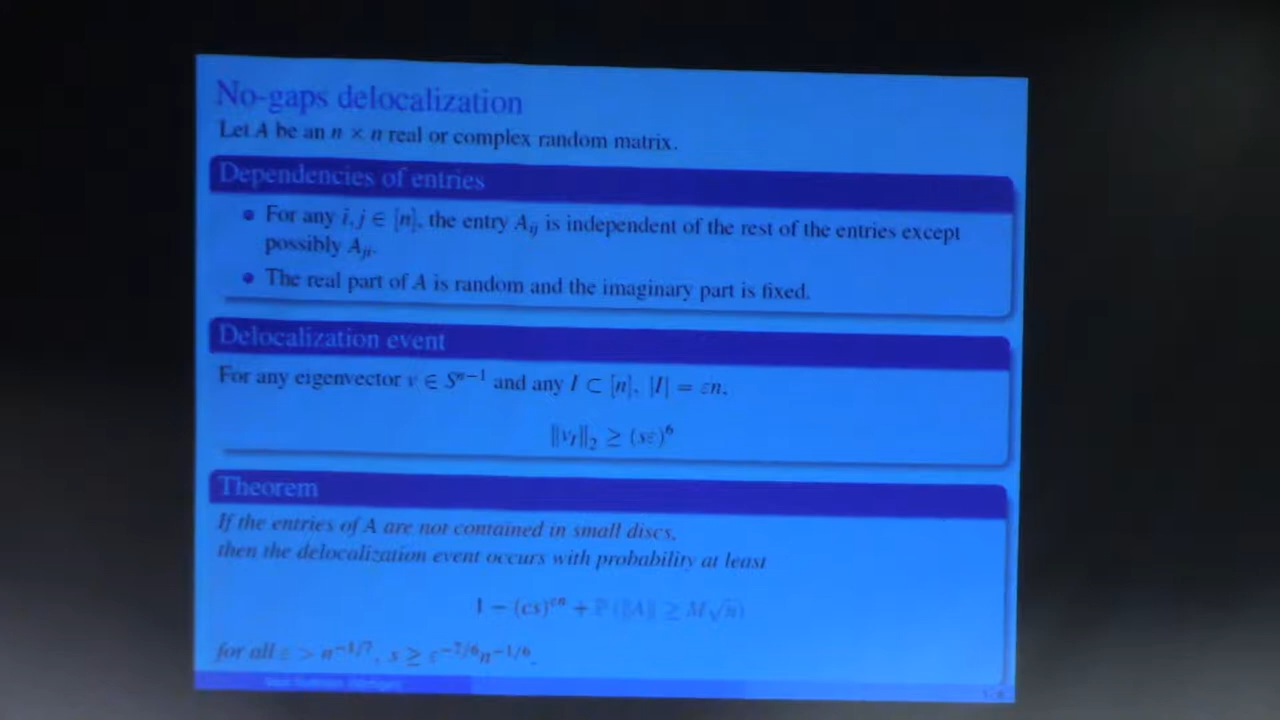 No-gaps delocalization
Let A be an n × n real or complex random matrix.
Dependencies of entries
• For any i, j ∈ [n], the entry A_ij is independent of the rest of the entries except
possibly A_ji.
• The real part of A is random and the imaginary part is fixed.
Delocalization event
For any eigenvector v ∈ S^{n−1} and any I ⊂ [n], |I| = εn,
‖v_I‖_2 ≥ (sε)^6
Theorem
If the entries of A are not contained in small discs,
then the delocalization event occurs with probability at least
1 − (cs)^{εn} + P (‖A‖ ≥ M√n)
for all ε > n^{−1/7}, s ≥ ε^{−7/6}n^{−1/6}.